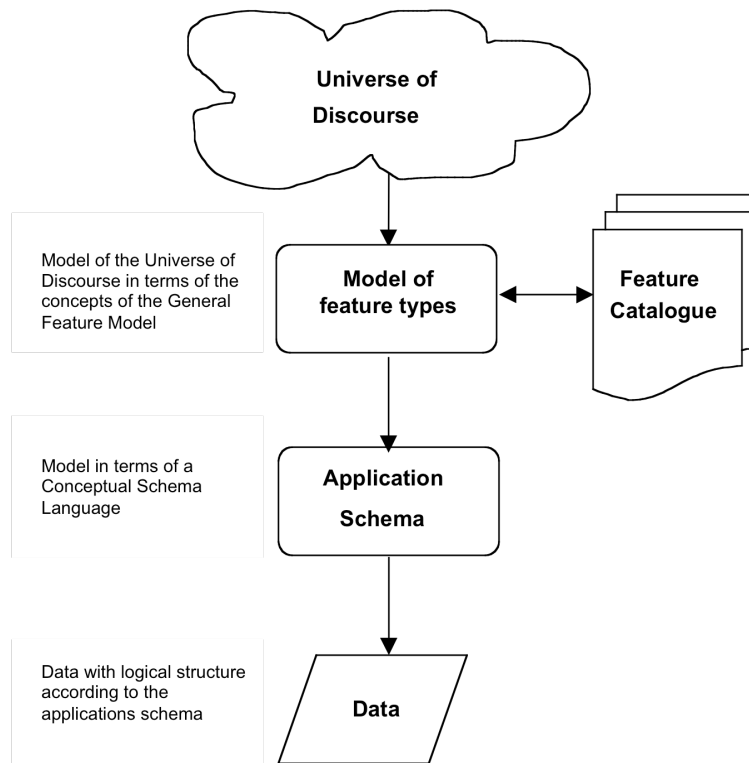 Universe of
Discourse
Model of the Universe of
Discourse in terms of the
concepts of the General
Feature Model
Model of
feature types
Feature
Catalogue
Model in terms of a
Conceptual Schema
Language
Application
Schema
Data with logical structure
according to the
applications schema
Data